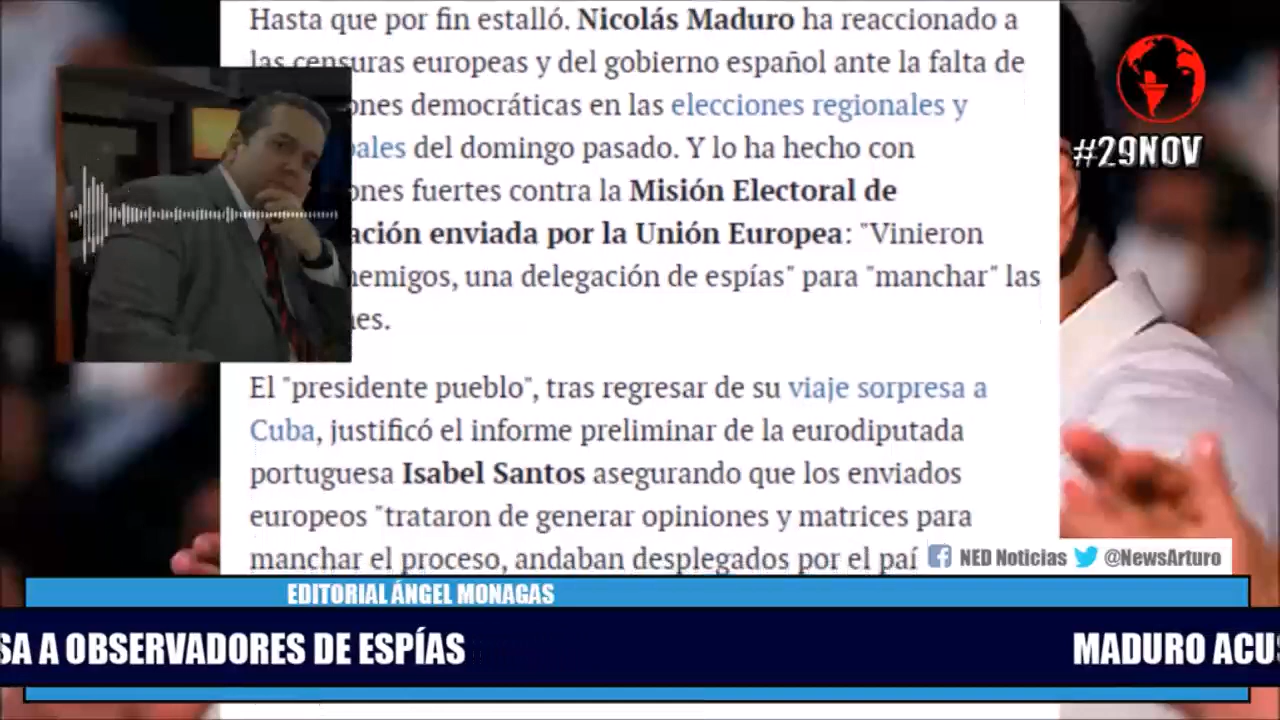 Hasta que por fin estalló. Nicolás Maduro ha reaccionado a
las censuras europeas y del gobierno español ante la falta de
ones democráticas en las elecciones regionales y
pales del domingo pasado. Y lo ha hecho con
ones fuertes contra la Misión Electoral de
ación enviada por la Unión Europea: "Vinieron
nemigos, una delegación de espías" para "manchar" las
es.
El "presidente pueblo", tras regresar de su viaje sorpresa a
Cuba, justificó el informe preliminar de la eurodiputada
portuguesa Isabel Santos asegurando que los enviados
europeos "trataron de generar opiniones y matrices para
manchar el proceso, andaban desplegados por el paí
#29NOV
NED Noticias @NewsArturo
EDITORIAL ÁNGEL MONAGAS
SA A OBSERVADORES DE ESPÍAS
MADURO ACUS